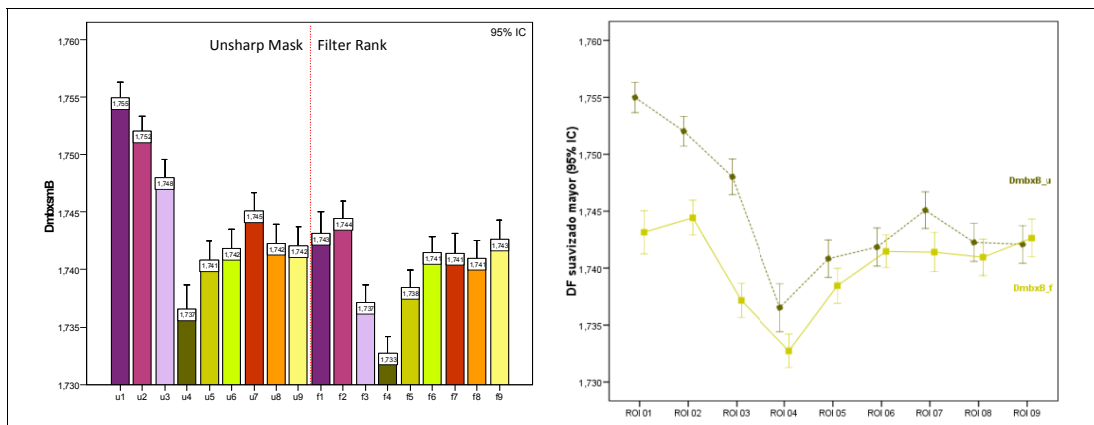 95% IC
Unsharp Mask
Filter Rank
DmbxsmB
1,760
1,755
1,750
1,745
1,740
1,735
1,730
1,755
1,752
1,748
1,737
1,741
1,742
1,745
1,742
1,742
1,743
1,744
1,737
1,733
1,738
1,741
1,741
1,741
1,743
u1
u2
u3
u4
u5
u6
u7
u8
u9
f1
f2
f3
f4
f5
f6
f7
f8
f9
DF suavizado mayor (95% IC)
1,760
1,755
1,750
1,745
1,740
1,735
1,730
DmbxB_u
DmbxB_f
ROI 01
ROI 02
ROI 03
ROI 04
ROI 05
ROI 06
ROI 07
ROI 08
ROI 09